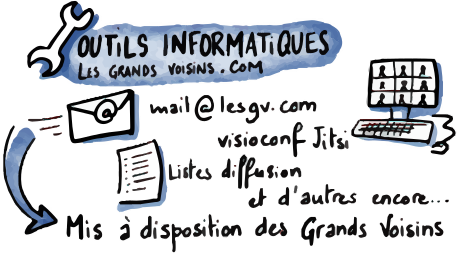 OUTILS INFORMATIQUES
LES GRANDS VOISINS.COM
@
mail@lesgv.com
visioconf Jitsi
Listes diffusion
et d'autres encore...
Mis à disposition des Grands Voisins